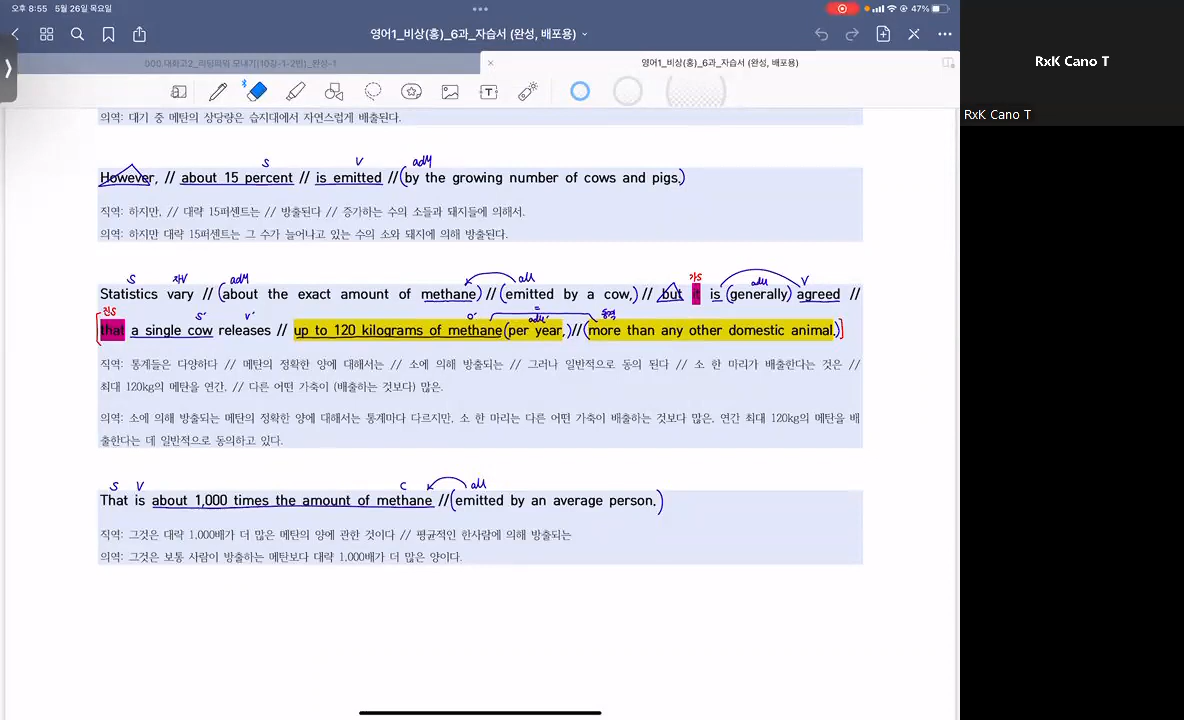 오후 8:55 5월 26일 목요일
47%
영어1_비상(홍)_6과_자습서 (완성, 배포용)
000.대화고2_리딩파워 모내기(10강-1-2번)_완성-1
영어1_비상(홍)_6과_자습서 (완성, 배포용)
RxK Cano T
RxK Cano T
의역: 대기 중 메탄의 상당량은 습지대에서 자연스럽게 배출된다.
S V adv
However, // about 15 percent // is emitted //(by the growing number of cows and pigs.)
직역: 하지만, // 대략 15퍼센트는 // 방출된다 // 증가하는 수의 소들과 돼지들에 의해서.
의역: 하지만 대략 15퍼센트는 그 수가 늘어나고 있는 수의 소와 돼지에 의해 방출된다.
S adv 가S V
Statistics vary // (about the exact amount of methane) //(emitted by a cow,) // but it is (generally) agreed //
진S S' V' O' 동격
[that a single cow releases // up to 120 kilograms of methane (per year,)//(more than any other domestic animal.)]
직역: 통계들은 다양하다 // 메탄의 정확한 양에 대해서는 // 소에 의해 방출되는 // 그러나 일반적으로 동의 된다 // 소 한 마리가 배출한다는 것은 //
최대 120kg의 메탄을 연간, // 다른 어떤 가축이 (배출하는 것보다) 많은.
의역: 소에 의해 방출되는 메탄의 정확한 양에 대해서는 통계마다 다르지만, 소 한 마리는 다른 어떤 가축이 배출하는 것보다 많은, 연간 최대 120kg의 메탄을 배
출한다는 데 일반적으로 동의하고 있다.
S V C
That is about 1,000 times the amount of methane //(emitted by an average person.)
직역: 그것은 대략 1,000배가 더 많은 메탄의 양에 관한 것이다 // 평균적인 한사람에 의해 방출되는
의역: 그것은 보통 사람이 방출하는 메탄보다 대략 1,000배가 더 많은 양이다.